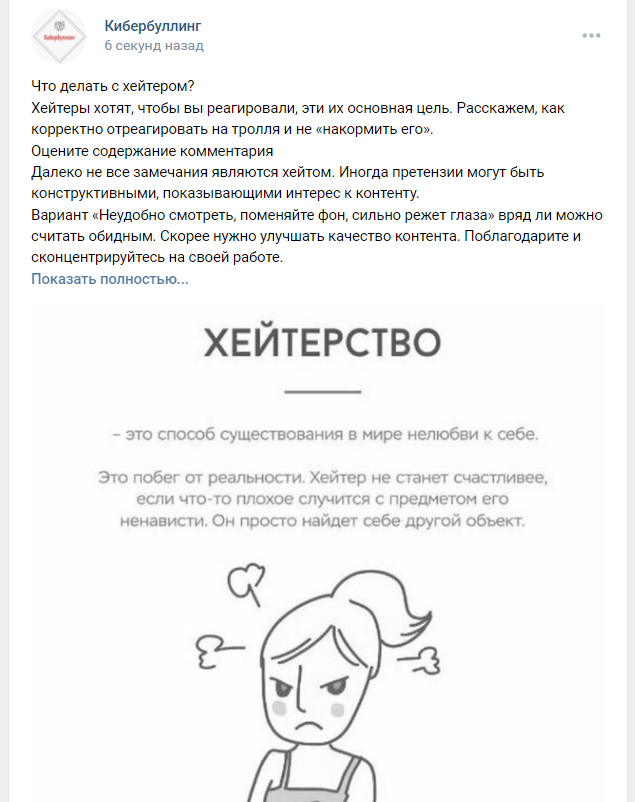 Кибербуллинг
Кибербуллинг
6 секунд назад
Что делать с хейтером?
Хейтеры хотят, чтобы вы реагировали, эти их основная цель. Расскажем, как
корректно отреагировать на тролля и не «накормить его».
Оцените содержание комментария
Далеко не все замечания являются хейтом. Иногда претензии могут быть
конструктивными, показывающими интерес к контенту.
Вариант «Неудобно смотреть, поменяйте фон, сильно режет глаза» вряд ли можно
считать обидным. Скорее нужно улучшать качество контента. Поблагодарите и
сконцентрируйтесь на своей работе.
Показать полностью...
ХЕЙТЕРСТВО
– это способ существования в мире нелюбви к себе.
Это побег от реальности. Хейтер не станет счастливее,
если что-то плохое случится с предметом его
ненависти. Он просто найдет себе другой объект.